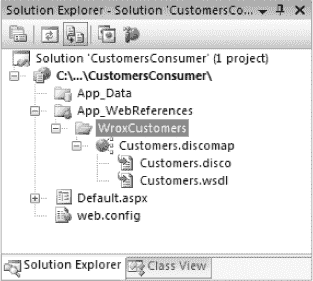 Solution Explorer - Solution 'CustomersCo...
Solution 'CustomersConsumer' (1 project)
C:\...\CustomersConsumer\
App_Data
App_WebReferences
WroxCustomers
Customers.discomap
Customers.disco
Customers.wsdl
Default.aspx
web.config
Solution Explorer Class View